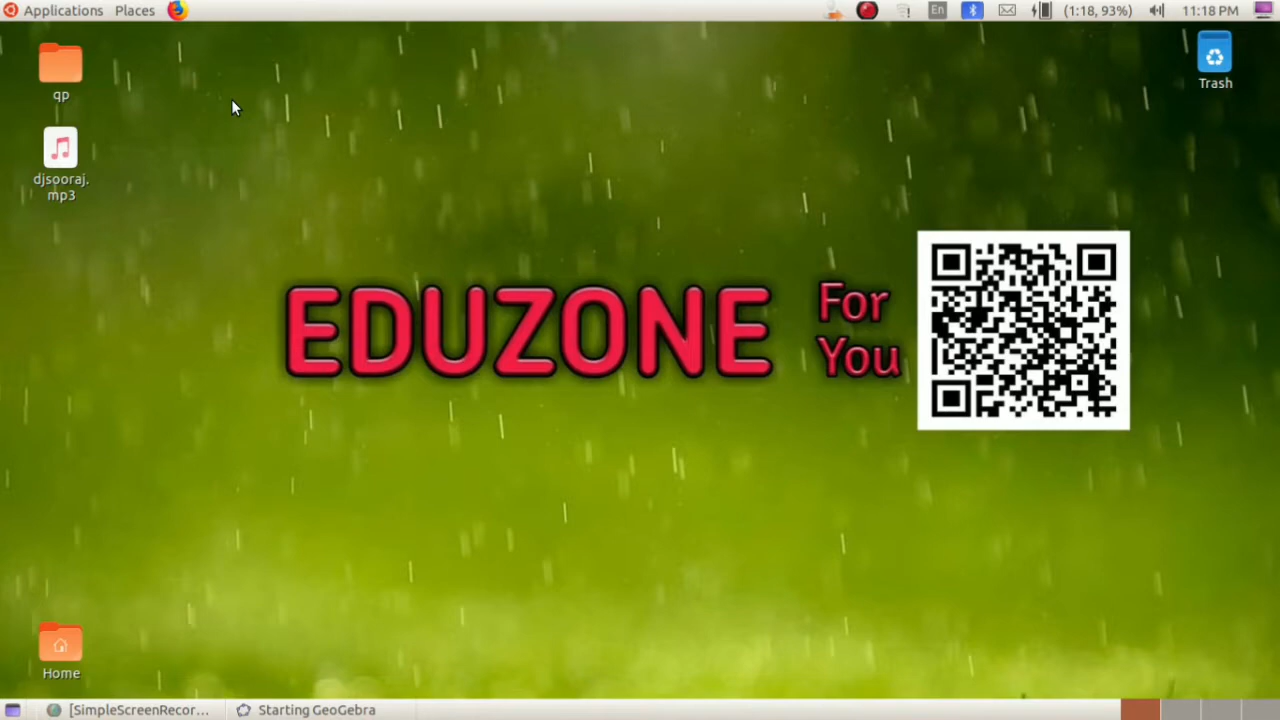 Applications Places En (1:18, 93%) 11:18 PM
qp
Trash
djsooraj.
mp3
EDUZONE
For
You
Home
[SimpleScreenRecor... Starting GeoGebra